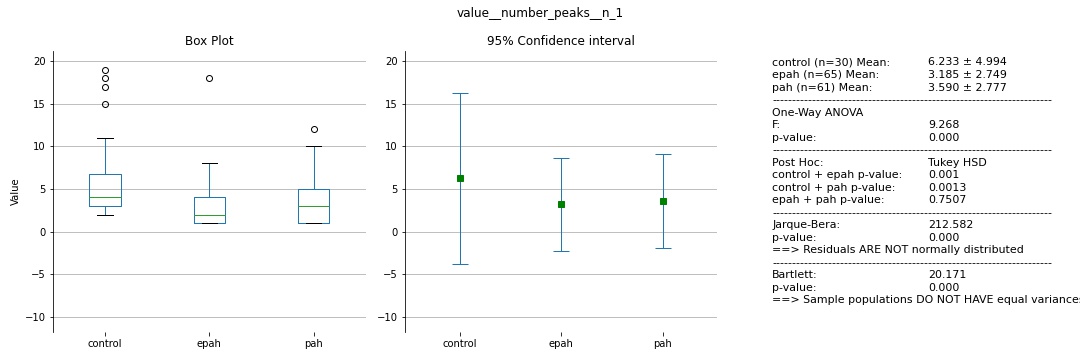 value__number_peaks__n_1
Box Plot
Value
20
15
10
5
0
−5
−10
control epah pah
95% Confidence interval
20
15
10
5
0
−5
−10
control epah pah
control (n=30) Mean: 6.233 ± 4.994
epah (n=65) Mean: 3.185 ± 2.749
pah (n=61) Mean: 3.590 ± 2.777
One-Way ANOVA
F: 9.268
p-value: 0.000
Post Hoc: Tukey HSD
control + epah p-value: 0.001
control + pah p-value: 0.0013
epah + pah p-value: 0.7507
Jarque-Bera: 212.582
p-value: 0.000
==> Residuals ARE NOT normally distributed
Bartlett: 20.171
p-value: 0.000
==> Sample populations DO NOT HAVE equal variances